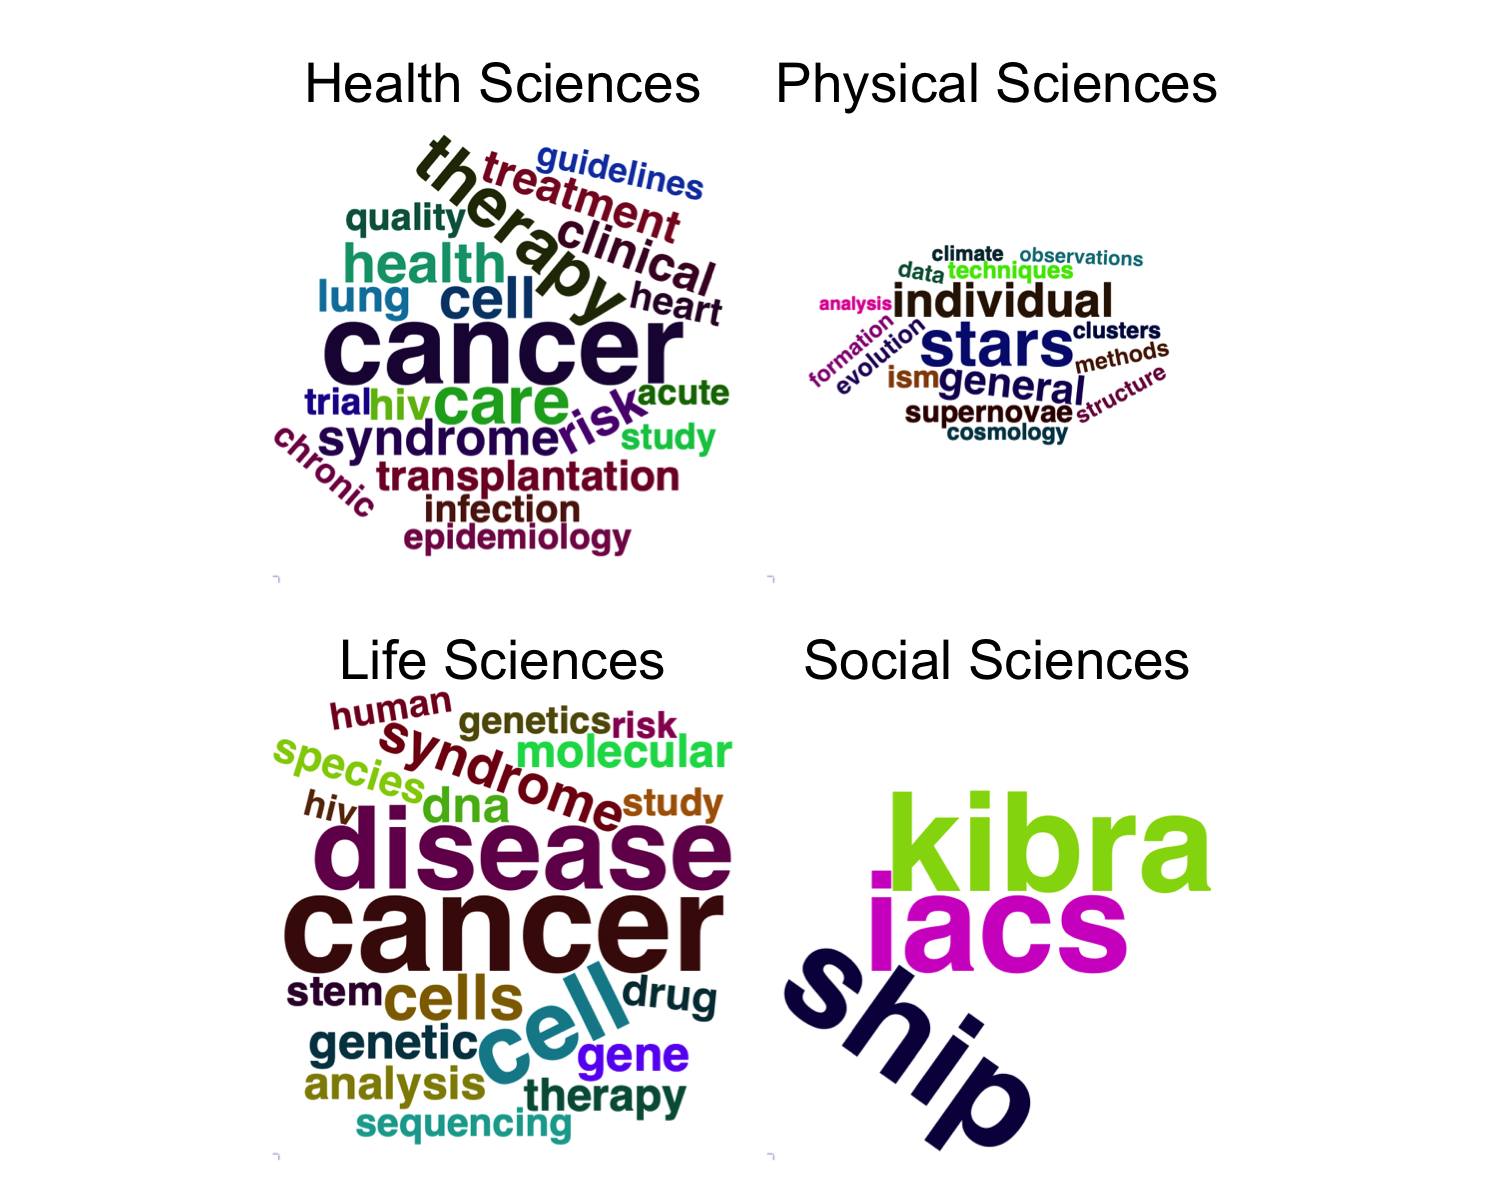 Health Sciences
therapy
treatment
guidelines
quality
clinical
health
lung
cell
heart
cancer
trial
hiv
care
risk
acute
syndrome
study
chronic
transplantation
infection
epidemiology
Physical Sciences
climate
observations
data
techniques
analysis
individual
formation
evolution
stars
clusters
methods
ism
general
structure
supernovae
cosmology
Life Sciences
human
genetics
risk
syndrome
molecular
species
hiv
dna
study
disease
cancer
stem
cells
cell
drug
genetic
gene
analysis
therapy
sequencing
Social Sciences
kibra
iacs
ship